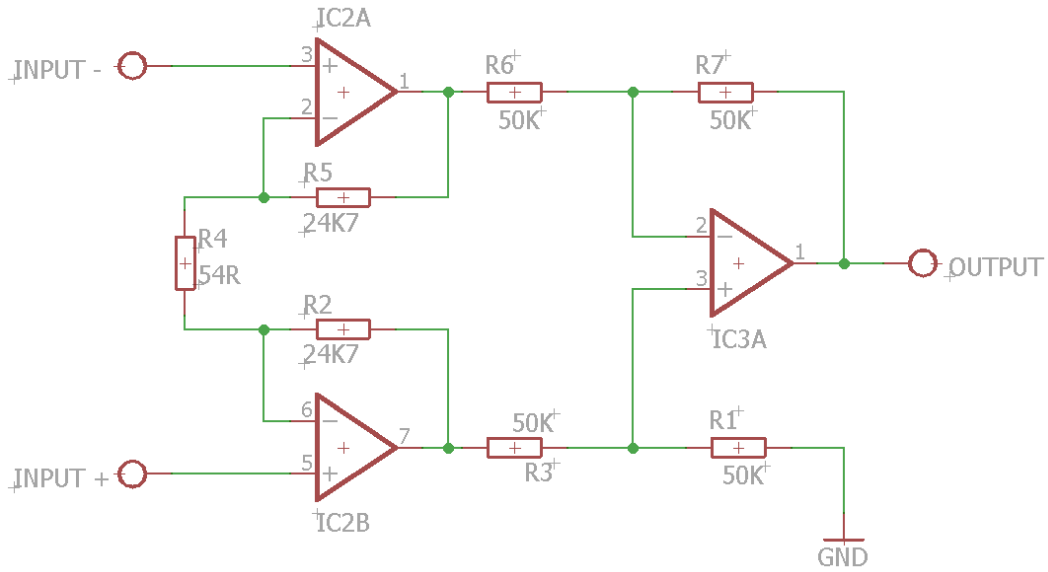 IC2A
INPUT -
3
+
1
2
−
R6
50K
R7
50K
R5
24K7
R4
54R
2
−
1
3
+
OUTPUT
IC3A
R2
24K7
6
−
7
5
+
INPUT +
IC2B
50K
R3
R1
50K
GND